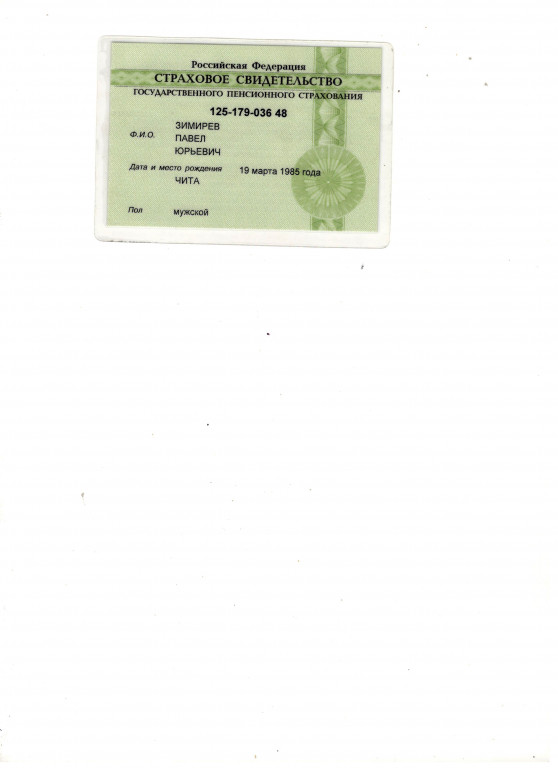 Российская Федерация
СТРАХОВОЕ СВИДЕТЕЛЬСТВО
ГОСУДАРСТВЕННОГО ПЕНСИОННОГО СТРАХОВАНИЯ
125-179-036 48
Ф.И.О. ЗИМИРЕВ
ПАВЕЛ
ЮРЬЕВИЧ
Дата и место рождения 19 марта 1985 года
ЧИТА
Пол мужской